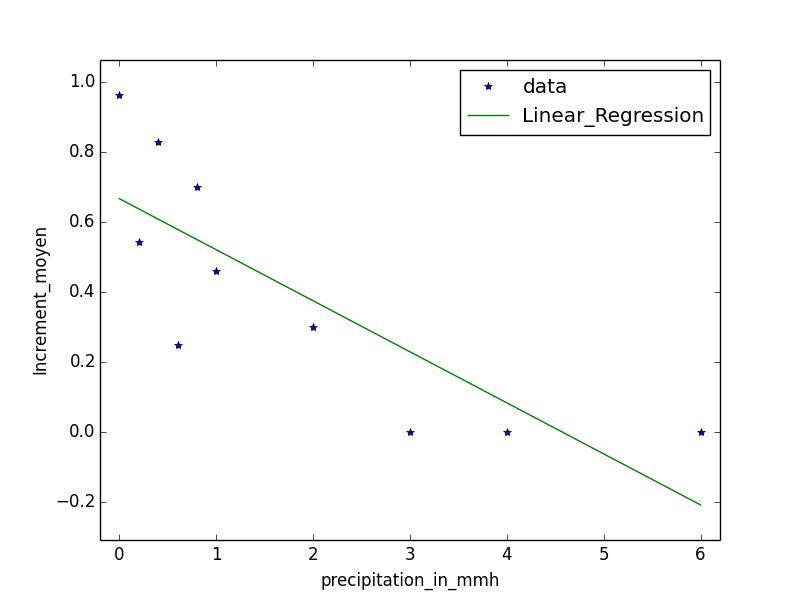 data
Linear_Regression
1.0
0.8
0.6
0.4
0.2
0.0
−0.2
Increment_moyen
0 1 2 3 4 5 6
precipitation_in_mmh